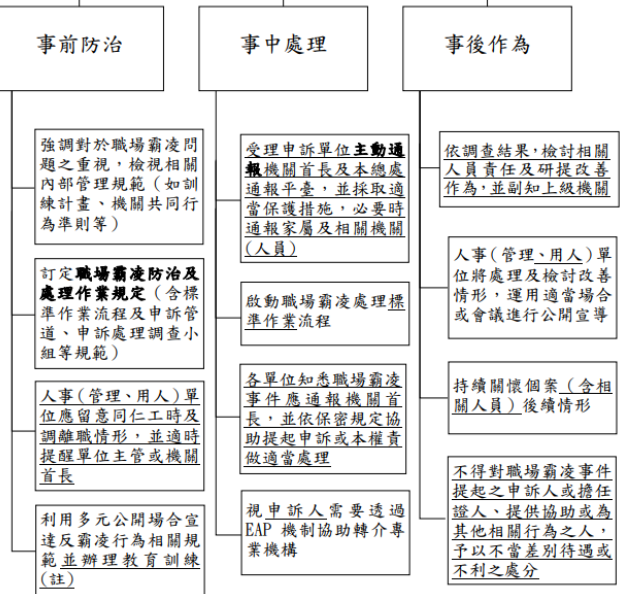 事前防治
強調對於職場霸凌問
題之重視，檢視相關
內部管理規範（如訓
練計畫、機關共同行
為準則等）
訂定職場霸凌防治及
處理作業規定（含標
準作業流程及申訴管
道、申訴處理調查小
組等規範）
人事（管理、用人）單
位應留意同仁工時及
調離職情形，並適時
提醒單位主管或機關
首長
利用多元公開場合宣
達反霸凌行為相關規
範並辦理教育訓練
（註）
事中處理
受理申訴單位主動通
報機關首長及本總處
通報平臺，並採取適
當保護措施，必要時
通報家屬及相關機關
（人員）
啟動職場霸凌處理標
準作業流程
各單位知悉職場霸凌
事件應通報機關首
長，並依保密規定協
助提起申訴或本權責
做適當處理
視申訴人需要透過
EAP 機制協助轉介專
業機構
事後作為
依調查結果，檢討相關
人員責任及研提改善
作為，並副知上級機關
人事（管理、用人）單
位將處理及檢討改善
情形，運用適當場合
或會議進行公開宣導
持續關懷個案（含相
關人員）後續情形
不得對職場霸凌事件
提起之申訴人或擔任
證人、提供協助或為
其他相關行為之人，
予以不當差別待遇或
不利之處分